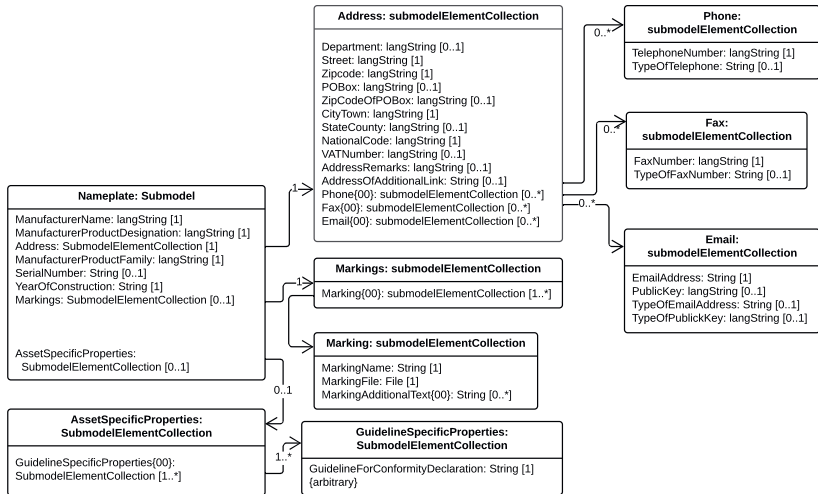 Address: submodelElementCollection
Department: langString [0..1]
Street: langString [1]
Zipcode: langString [1]
POBox: langString [0..1]
ZipCodeOfPOBox: langString [0..1]
CityTown: langString [1]
StateCounty: langString [0..1]
NationalCode: langString [1]
VATNumber: langString [0..1]
AddressRemarks: langString [0..1]
AddressOfAdditionalLink: String [0..1]
Phone{00}: submodelElementCollection [0..*]
Fax{00}: submodelElementCollection [0..*]
Email{00}: submodelElementCollection [0..*]
0..*
0..*
0..*
Phone:
submodelElementCollection
TelephoneNumber: langString [1]
TypeOfTelephone: String [0..1]
Fax:
submodelElementCollection
FaxNumber: langString [1]
TypeOfFaxNumber: String [0..1]
Email:
submodelElementCollection
EmailAddress: String [1]
PublicKey: langString [0..1]
TypeOfEmailAddress: String [0..1]
TypeOfPublickKey: langString [0..1]
Nameplate: Submodel
ManufacturerName: langString [1]
ManufacturerProductDesignation: langString [1]
Address: SubmodelElementCollection [1]
ManufacturerProductFamily: langString [1]
SerialNumber: String [0..1]
YearOfConstruction: String [1]
Markings: SubmodelElementCollection [0..1]
AssetSpecificProperties:
SubmodelElementCollection [0..1]
1
1
0..1
Markings: submodelElementCollection
Marking{00}: submodelElementCollection [1..*]
Marking: submodelElementCollection
MarkingName: String [1]
MarkingFile: File [1]
MarkingAdditionalText{00}: String [0..*]
AssetSpecificProperties:
SubmodelElementCollection
GuidelineSpecificProperties{00}:
SubmodelElementCollection [1..*]
1..*
GuidelineSpecificProperties:
SubmodelElementCollection
GuidelineForConformityDeclaration: String [1]
{arbitrary}